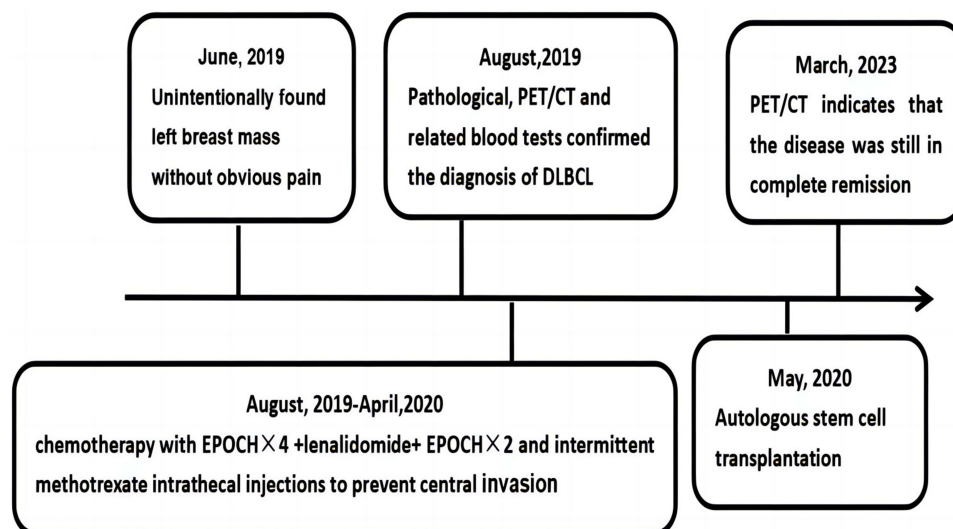 June, 2019
Unintentionally found
left breast mass
without obvious pain
August,2019
Pathological, PET/CT and
related blood tests confirmed
the diagnosis of DLBCL
March, 2023
PET/CT indicates that
the disease was still in
complete remission
August, 2019-April,2020
chemotherapy with EPOCH×4 +lenalidomide+ EPOCH×2 and intermittent
methotrexate intrathecal injections to prevent central invasion
May, 2020
Autologous stem cell
transplantation